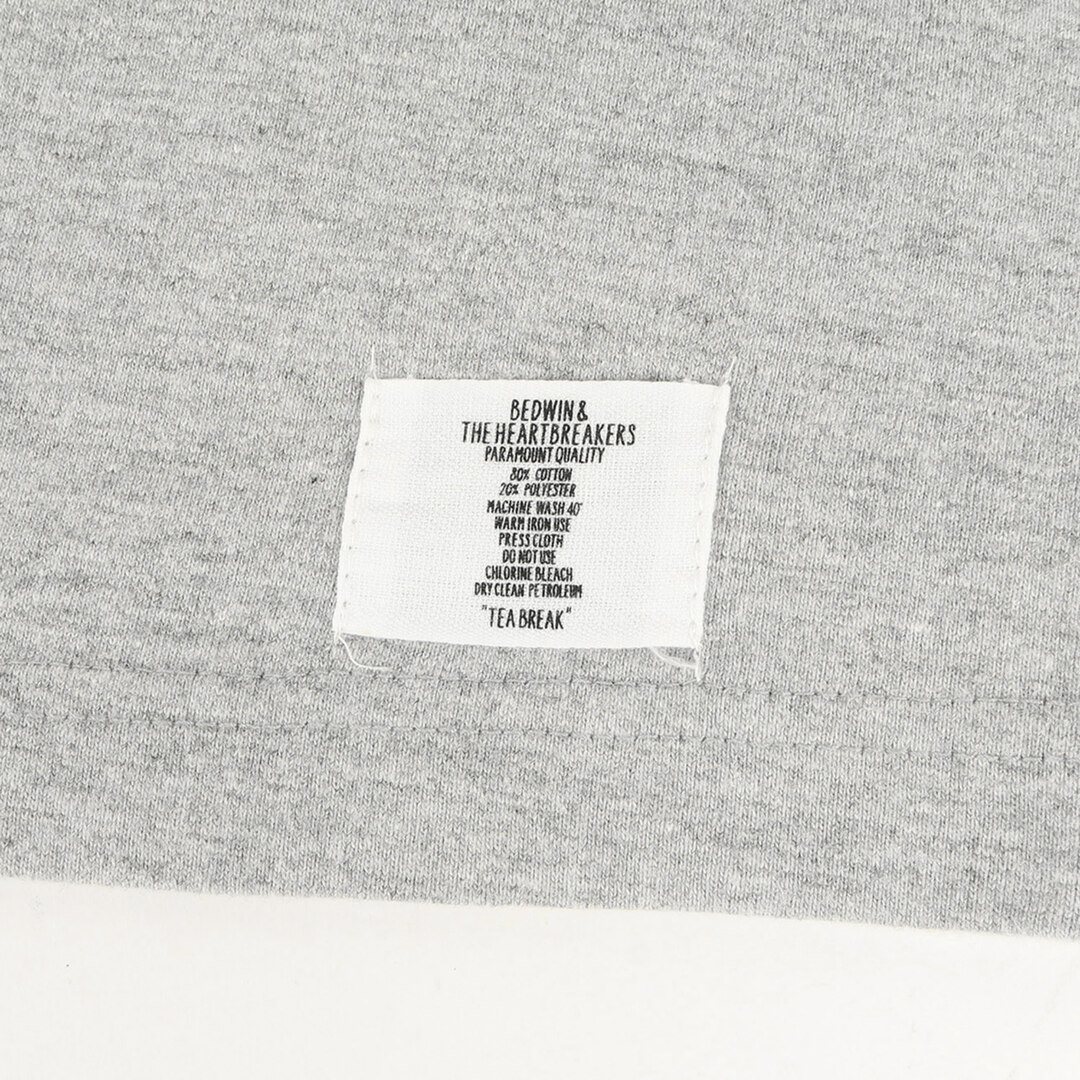 BEDWIN &
THE HEARTBREAKERS
PARAMOUNT QUALITY
80% COTTON
20% POLYESTER
MACHINE WASH 40°
WARM IRON USE
PRESS CLOTH
DO NOT USE
CHLORINE BLEACH
DRY CLEAN PETROLEUM
"TEA BREAK"